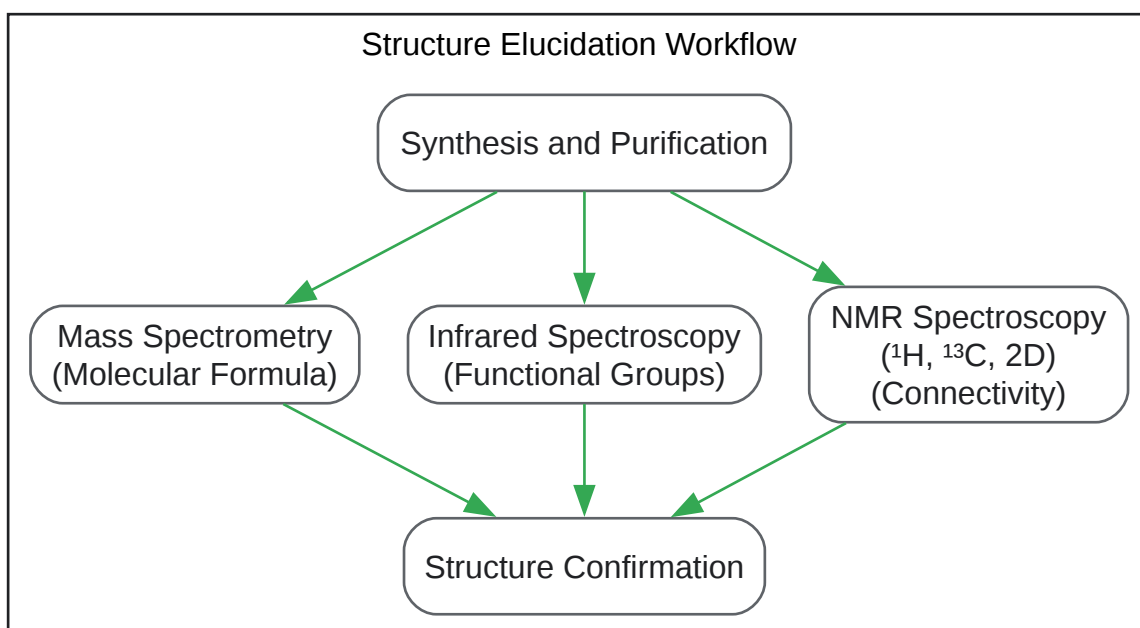 Structure Elucidation Workflow
Synthesis and Purification
Mass Spectrometry
(Molecular Formula)
Infrared Spectroscopy
(Functional Groups)
NMR Spectroscopy
(¹H, ¹³C, 2D)
(Connectivity)
Structure Confirmation